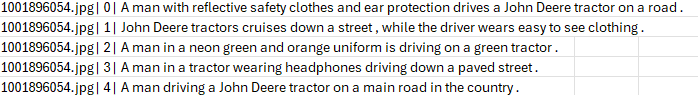 1001896054.jpg| 0| A man with reflective safety clothes and ear protection drives a John Deere tractor on a road .
1001896054.jpg| 1| John Deere tractors cruises down a street , while the driver wears easy to see clothing .
1001896054.jpg| 2| A man in a neon green and orange uniform is driving on a green tractor .
1001896054.jpg| 3| A man in a tractor wearing headphones driving down a paved street .
1001896054.jpg| 4| A man driving a John Deere tractor on a main road in the country .